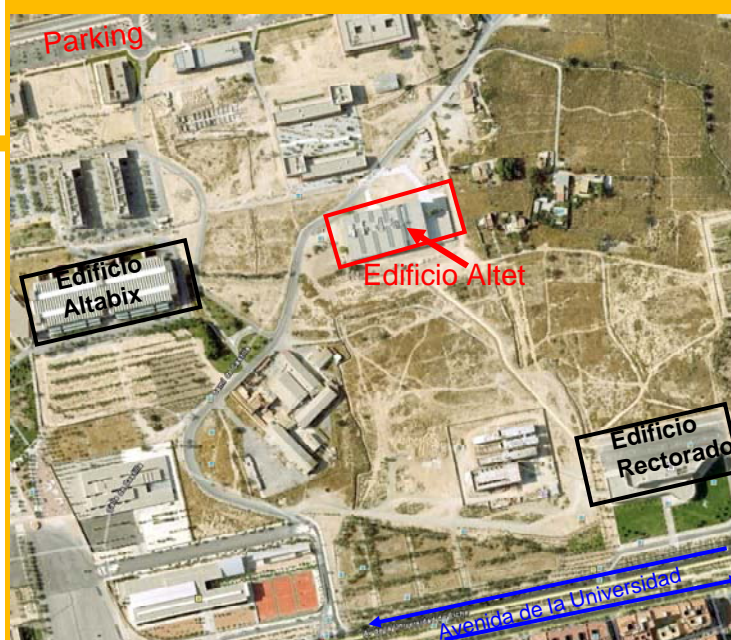 Parking
Edificio Altet
Edificio
Altabix
Edificio
Rectorado
Avenida de la Universidad